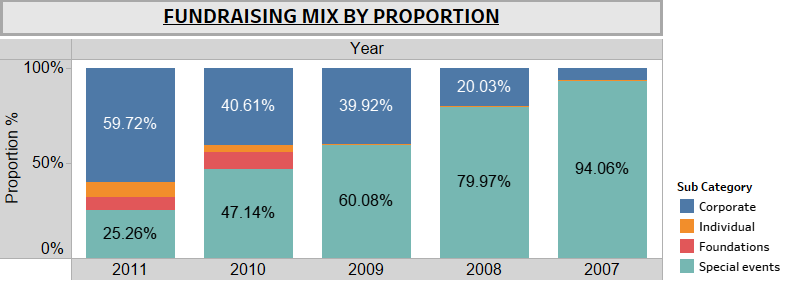 FUNDRAISING MIX BY PROPORTION
Year
Proportion %
100%
50%
0%
59.72%
25.26%
40.61%
47.14%
39.92%
60.08%
20.03%
79.97%
94.06%
2011 2010 2009 2008 2007
Sub Category
Corporate
Individual
Foundations
Special events